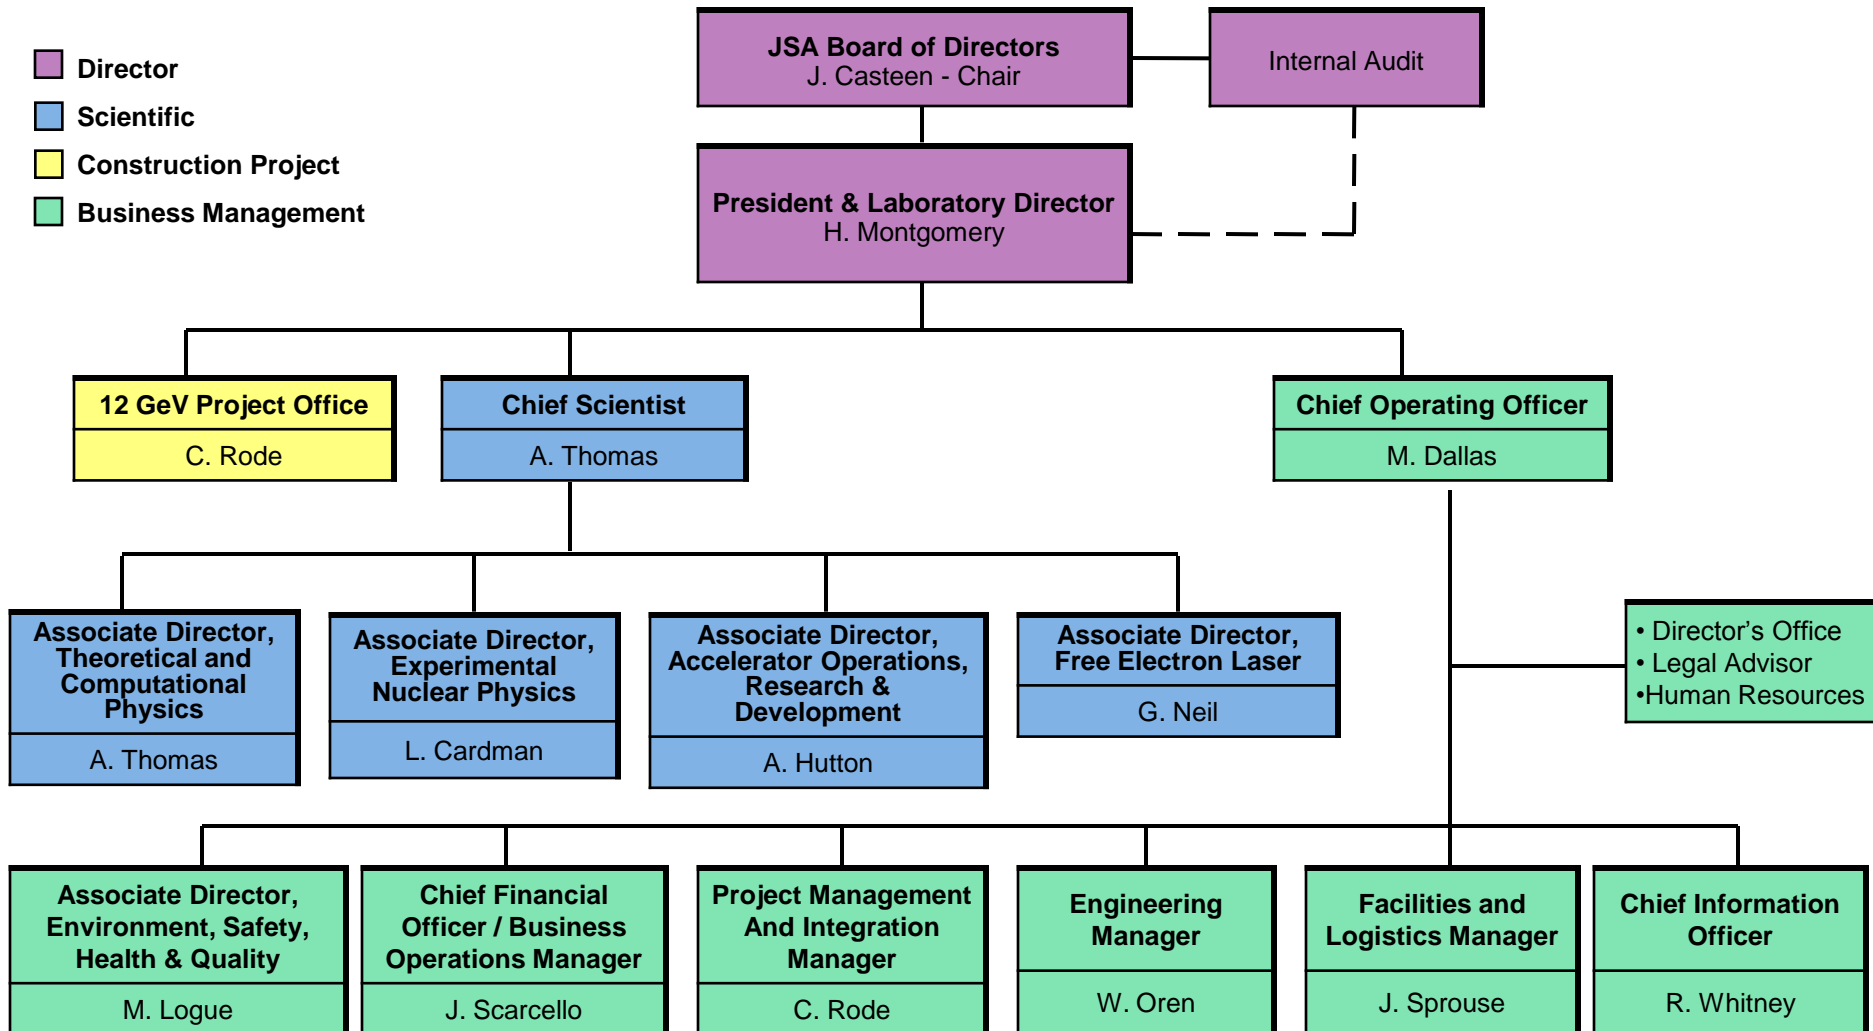 Director
Scientific
Construction Project
Business Management
JSA Board of Directors
J. Casteen - Chair
Internal Audit
President & Laboratory Director
H. Montgomery
12 GeV Project Office
C. Rode
Chief Scientist
A. Thomas
Chief Operating Officer
M. Dallas
Associate Director,
Theoretical and
Computational
Physics
A. Thomas
Associate Director,
Experimental
Nuclear Physics
L. Cardman
Associate Director,
Accelerator Operations,
Research &
Development
A. Hutton
Associate Director,
Free Electron Laser
G. Neil
• Director’s Office
• Legal Advisor
•Human Resources
Associate Director,
Environment, Safety,
Health & Quality
M. Logue
Chief Financial
Officer / Business
Operations Manager
J. Scarcello
Project Management
And Integration
Manager
C. Rode
Engineering
Manager
W. Oren
Facilities and
Logistics Manager
J. Sprouse
Chief Information
Officer
R. Whitney